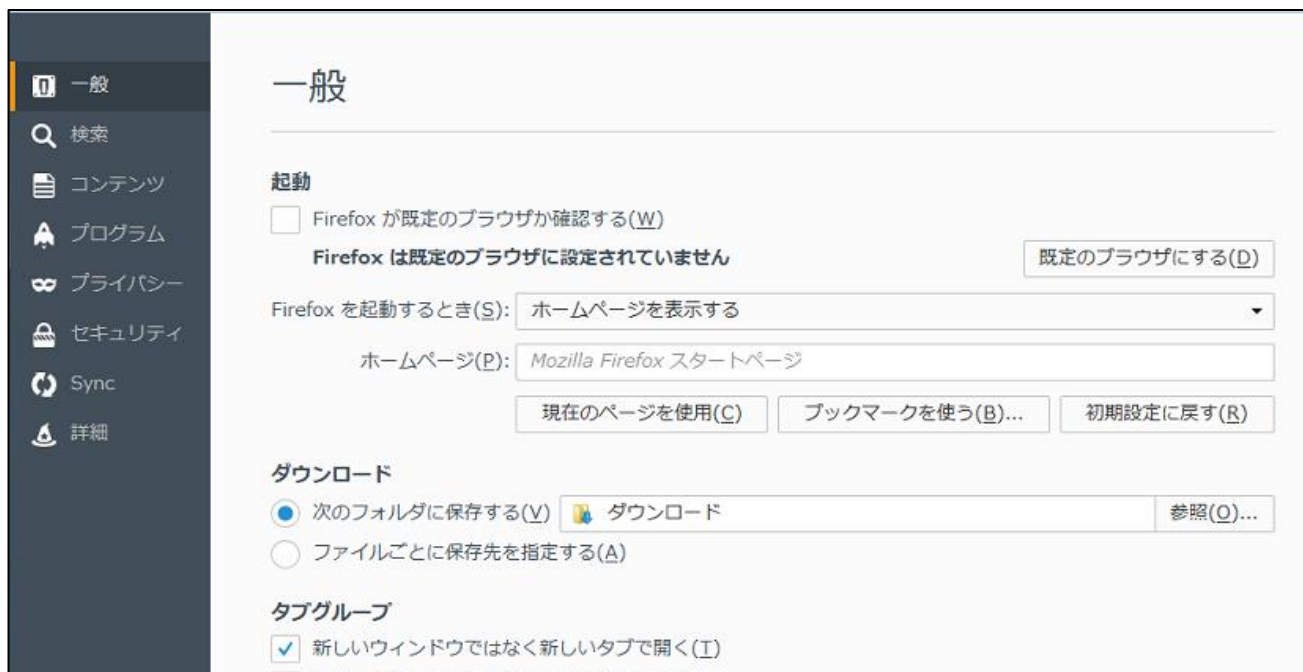 一般
検索
コンテンツ
プログラム
プライバシー
セキュリティ
Sync
詳細
一般
起動
Firefox が既定のブラウザか確認する(W)
Firefox は既定のブラウザに設定されていません 既定のブラウザにする(D)
Firefox を起動するとき(S): ホームページを表示する
ホームページ(P): Mozilla Firefox スタートページ
現在のページを使用(C) ブックマークを使う(B)... 初期設定に戻す(R)
ダウンロード
次のフォルダに保存する(V) ダウンロード 参照(O)...
ファイルごとに保存先を指定する(A)
タブグループ
新しいウィンドウではなく新しいタブで開く(T)